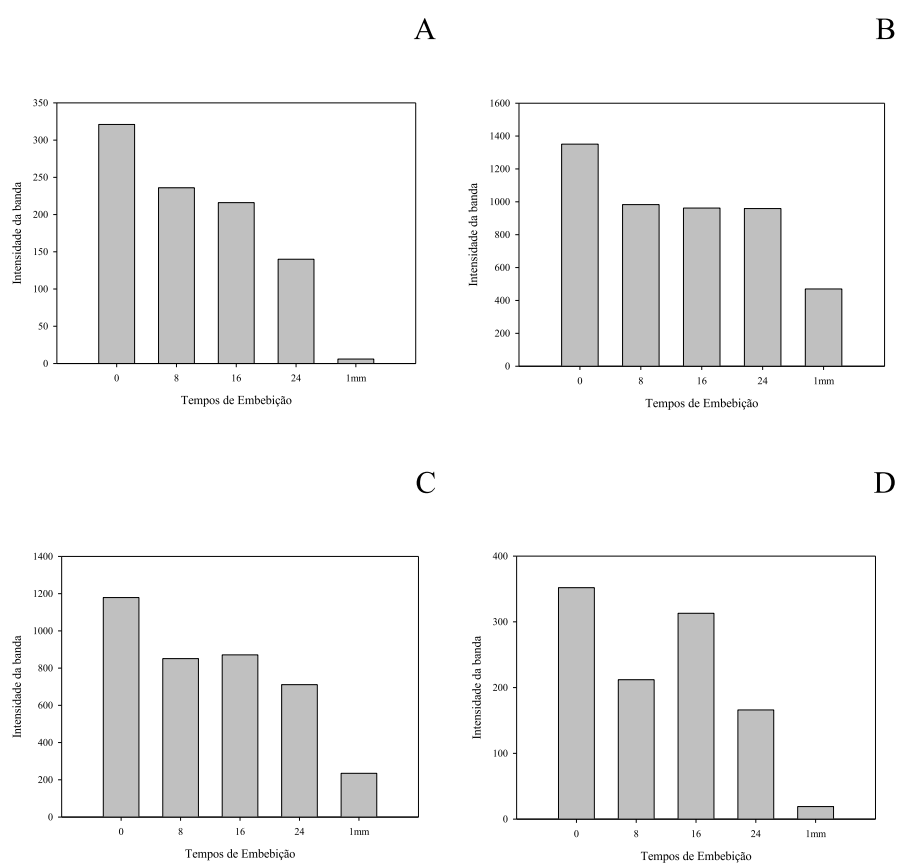 A
350
300
250
200
150
100
50
0
Intensidade da banda
0 8 16 24 1mm
Tempos de Embebição
B
1600
1400
1200
1000
800
600
400
200
0
Intensidade da banda
0 8 16 24 1mm
Tempos de Embebição
C
1400
1200
1000
800
600
400
200
0
Intensidade da banda
0 8 16 24 1mm
Tempos de Embebição
D
400
300
200
100
0
Intensidade da banda
0 8 16 24 1mm
Tempos de Embebição